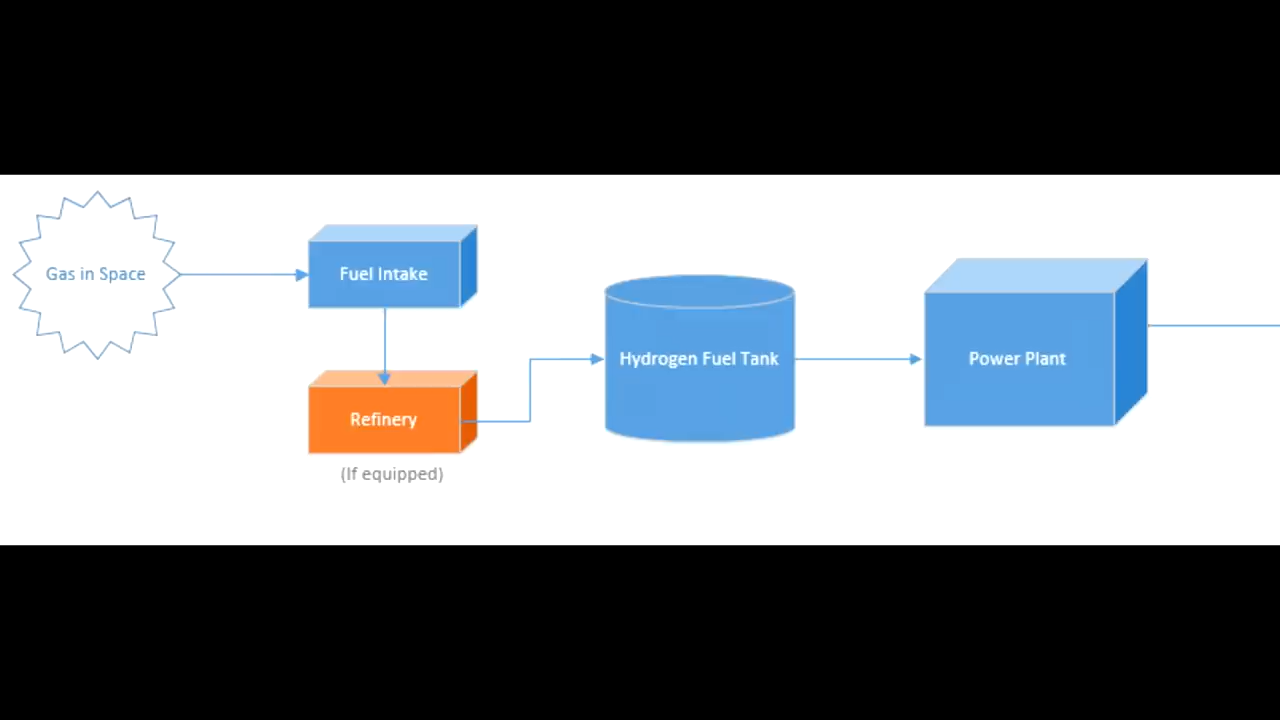 Gas in Space
Fuel Intake
Refinery
(If equipped)
Hydrogen Fuel Tank
Power Plant